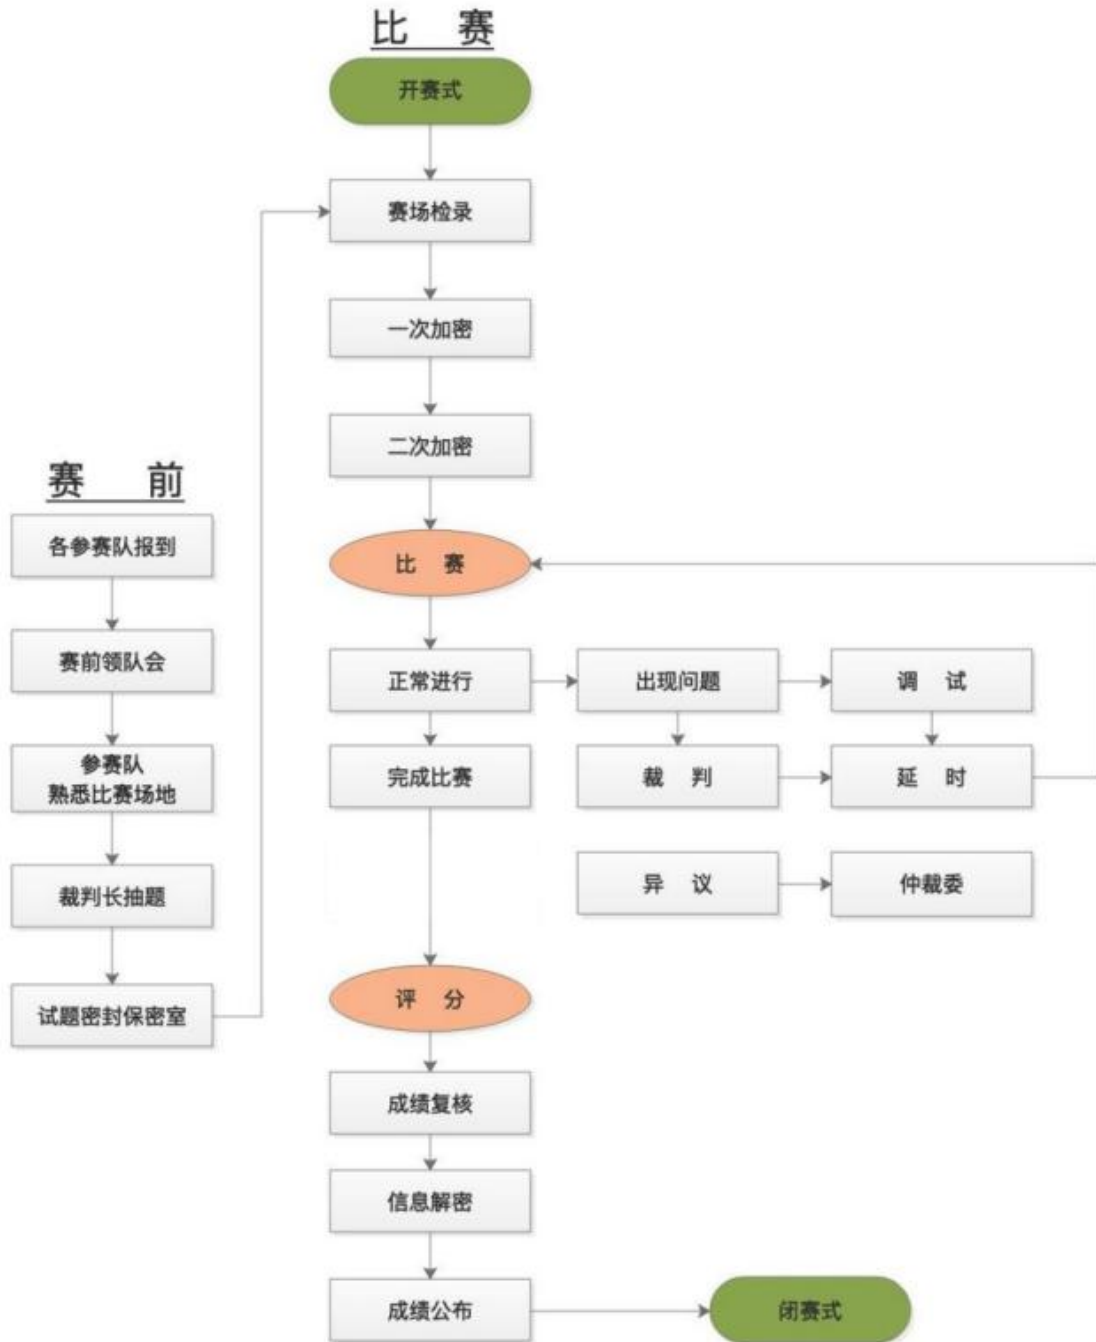 比 赛
开赛式
赛场检录
一次加密
二次加密
赛 前
各参赛队报到
赛前领队会
参赛队
熟悉比赛场地
裁判长抽题
试题密封保密室
比 赛
正常进行
出现问题
调 试
完成比赛
裁 判
延 时
异 议
仲裁委
评 分
成绩复核
信息解密
成绩公布
闭赛式